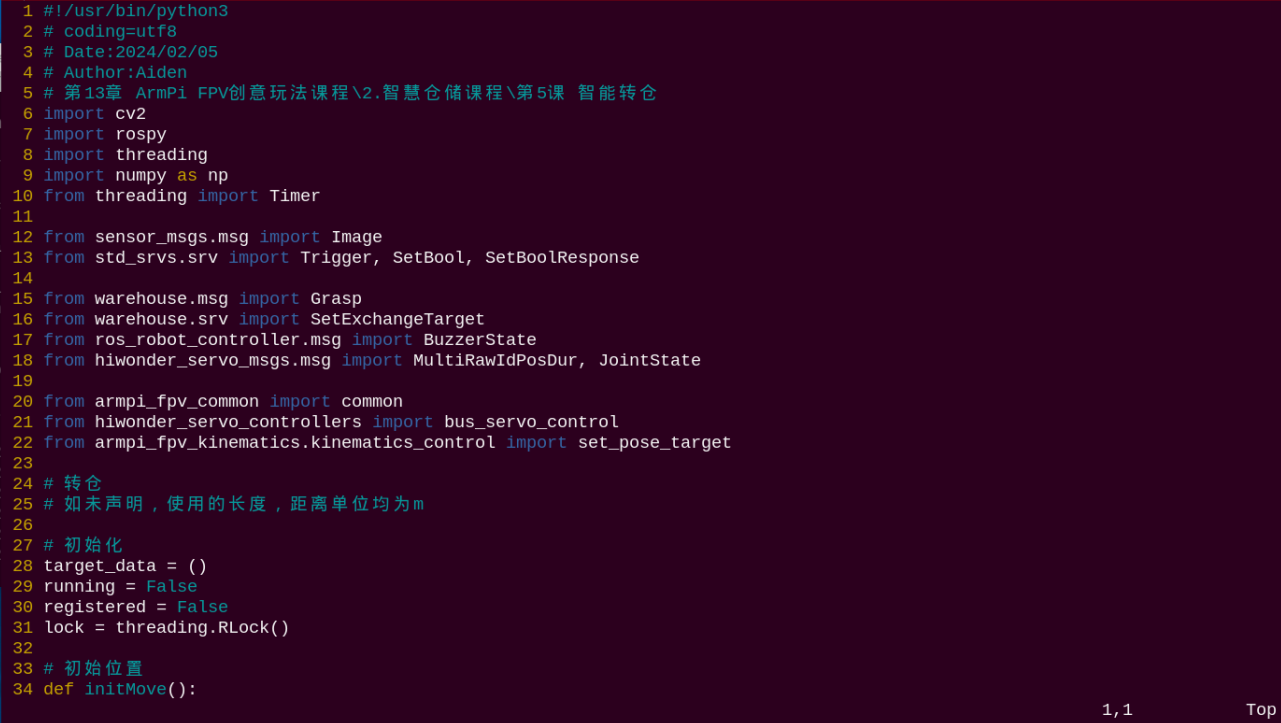 1 #!/usr/bin/python3
2 # coding=utf8
3 # Date:2024/02/05
4 # Author:Aiden
5 # 第13章 ArmPi FPV创意玩法课程\2.智慧仓储课程\第5课 智能转仓
6 import cv2
7 import rospy
8 import threading
9 import numpy as np
10 from threading import Timer
11
12 from sensor_msgs.msg import Image
13 from std_srvs.srv import Trigger, SetBool, SetBoolResponse
14
15 from warehouse.msg import Grasp
16 from warehouse.srv import SetExchangeTarget
17 from ros_robot_controller.msg import BuzzerState
18 from hiwonder_servo_msgs.msg import MultiRawIdPosDur, JointState
19
20 from armpi_fpv_common import common
21 from hiwonder_servo_controllers import bus_servo_control
22 from armpi_fpv_kinematics.kinematics_control import set_pose_target
23
24 # 转仓
25 # 如未声明，使用的长度，距离单位均为m
26
27 # 初始化
28 target_data = ()
29 running = False
30 registered = False
31 lock = threading.RLock()
32
33 # 初始位置
34 def initMove():
1,1 Top